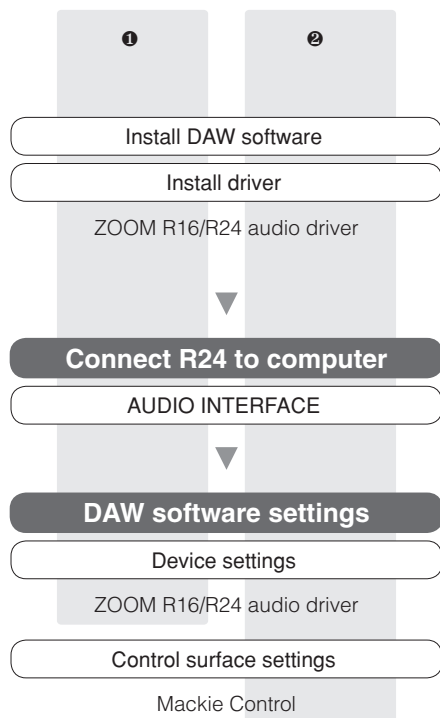 ❶ ❷
Install DAW software
Install driver
ZOOM R16/R24 audio driver
Connect R24 to computer
AUDIO INTERFACE
DAW software settings
Device settings
ZOOM R16/R24 audio driver
Control surface settings
Mackie Control